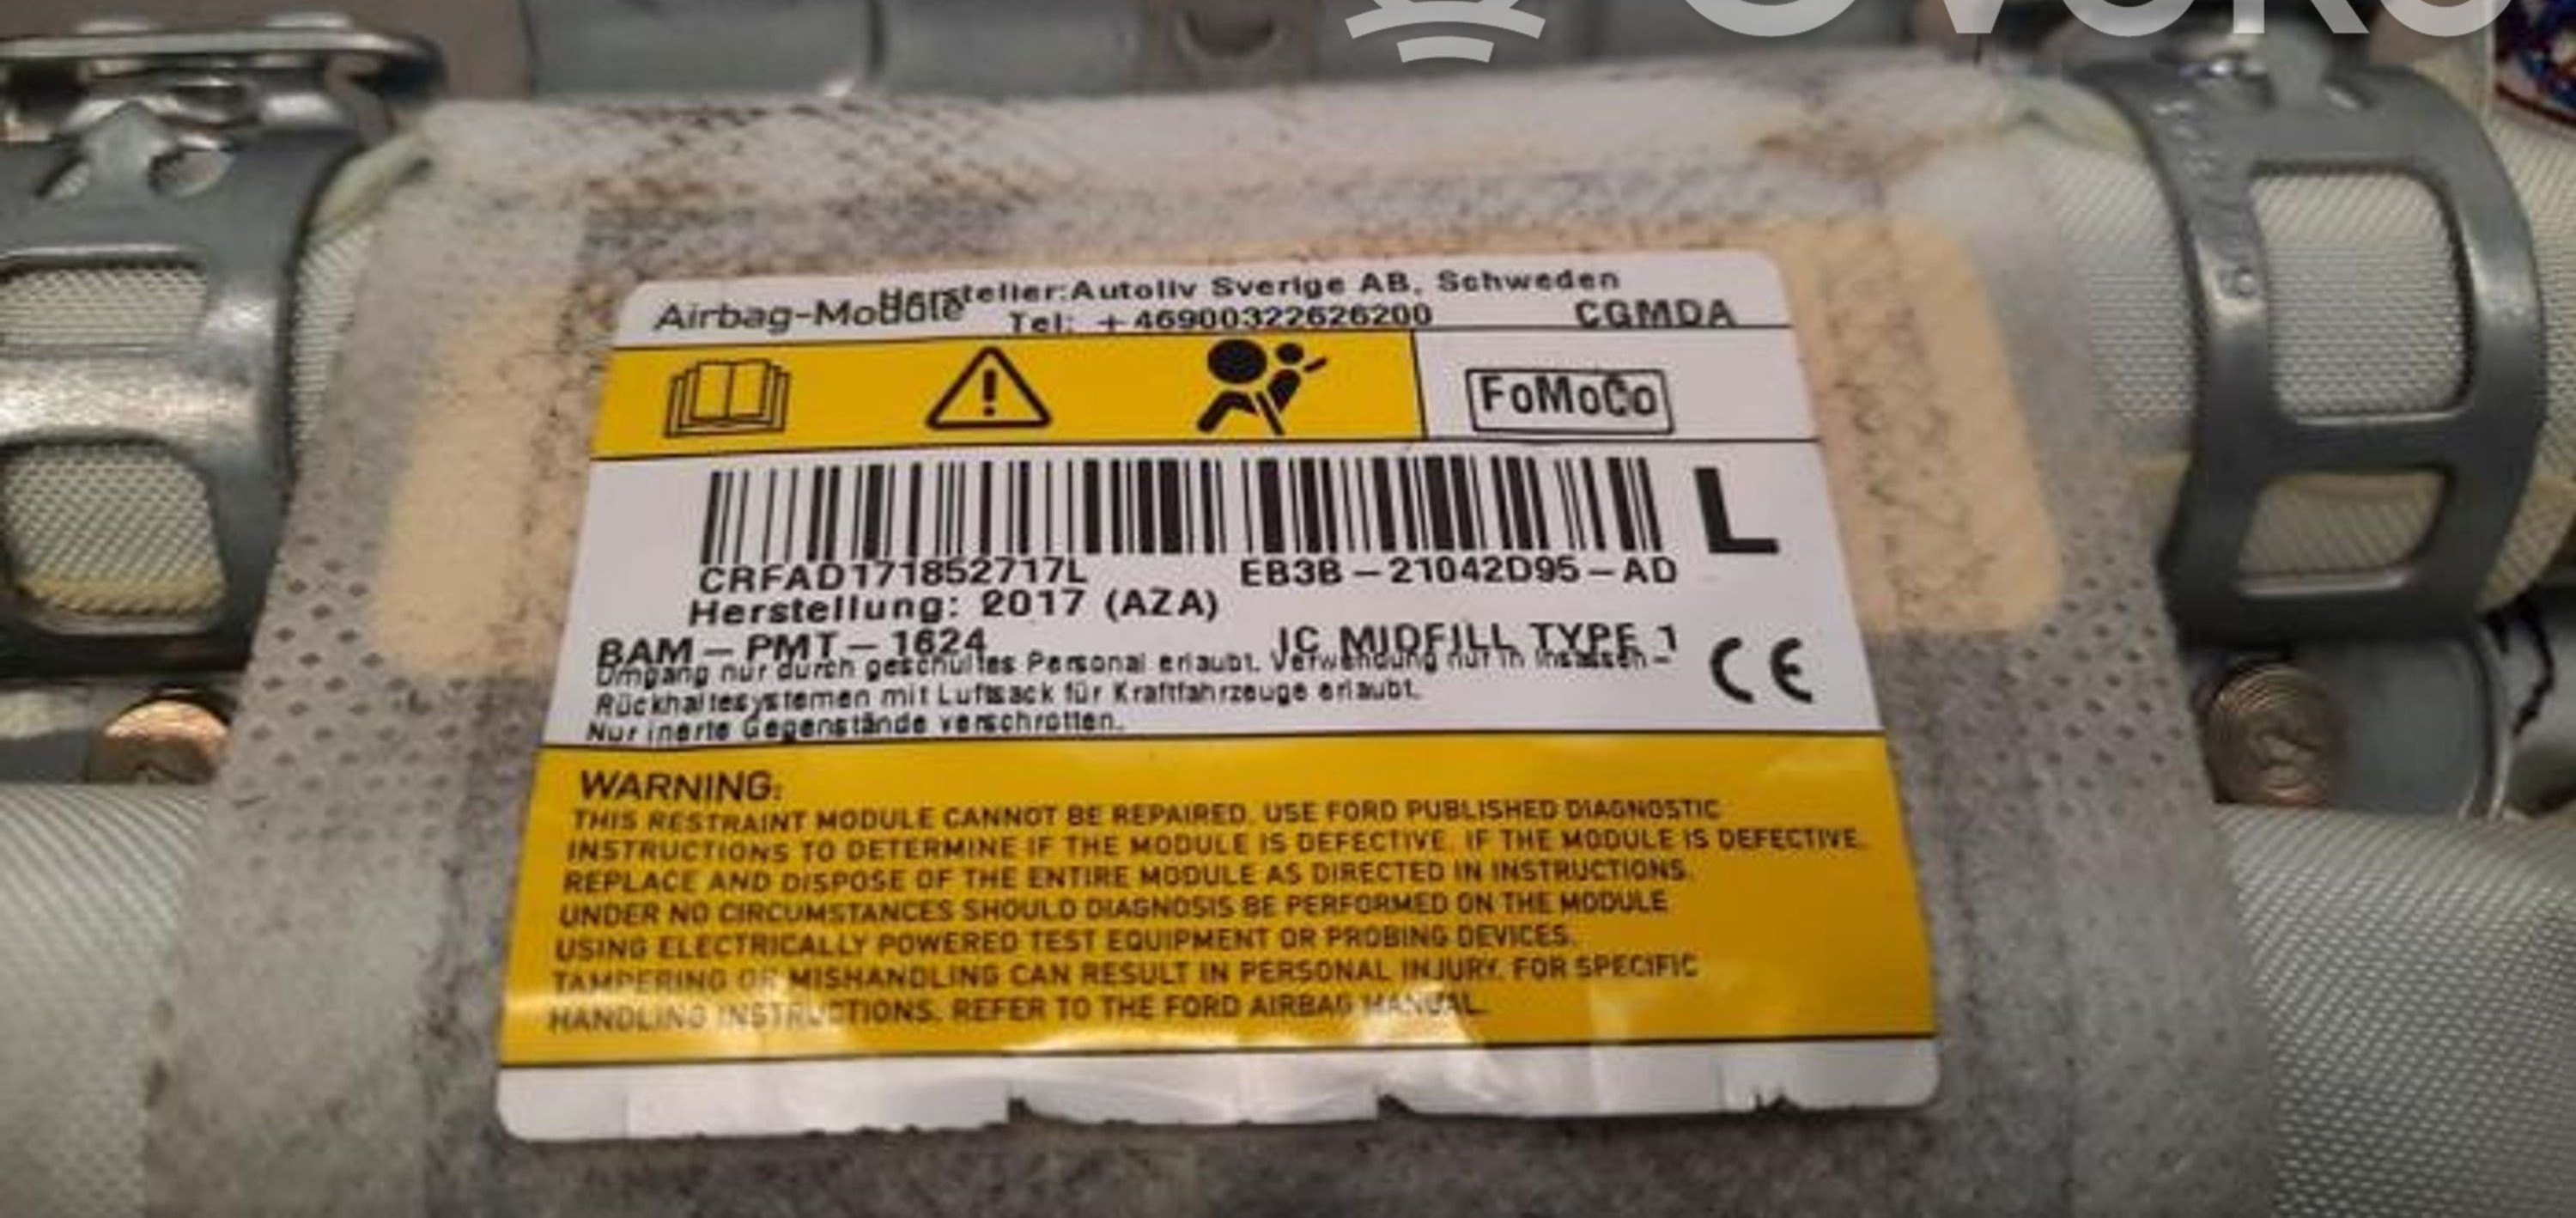 Hersteller:Autoliv Sverige AB, Schweden
Airbag-Module Tel: +46900322626200 CGMDA
FoMoCo
L
CRFAD171852717L EB3B-21042D95-AD
Herstellung: 2017 (AZA)
BAM-PMT-1624 IC MIDFILL TYPE 1
Umgang nur durch geschultes Personal erlaubt. Verwendung nur in Insassen-
Rückhaltesystemen mit Luftsack für Kraftfahrzeuge erlaubt.
Nur inerte Gegenstände verschrotten.
CE
WARNING:
THIS RESTRAINT MODULE CANNOT BE REPAIRED. USE FORD PUBLISHED DIAGNOSTIC
INSTRUCTIONS TO DETERMINE IF THE MODULE IS DEFECTIVE. IF THE MODULE IS DEFECTIVE.
REPLACE AND DISPOSE OF THE ENTIRE MODULE AS DIRECTED IN INSTRUCTIONS.
UNDER NO CIRCUMSTANCES SHOULD DIAGNOSIS BE PERFORMED ON THE MODULE
USING ELECTRICALLY POWERED TEST EQUIPMENT OR PROBING DEVICES.
TAMPERING OR MISHANDLING CAN RESULT IN PERSONAL INJURY. FOR SPECIFIC
HANDLING INSTRUCTIONS. REFER TO THE FORD AIRBAG MANUAL.